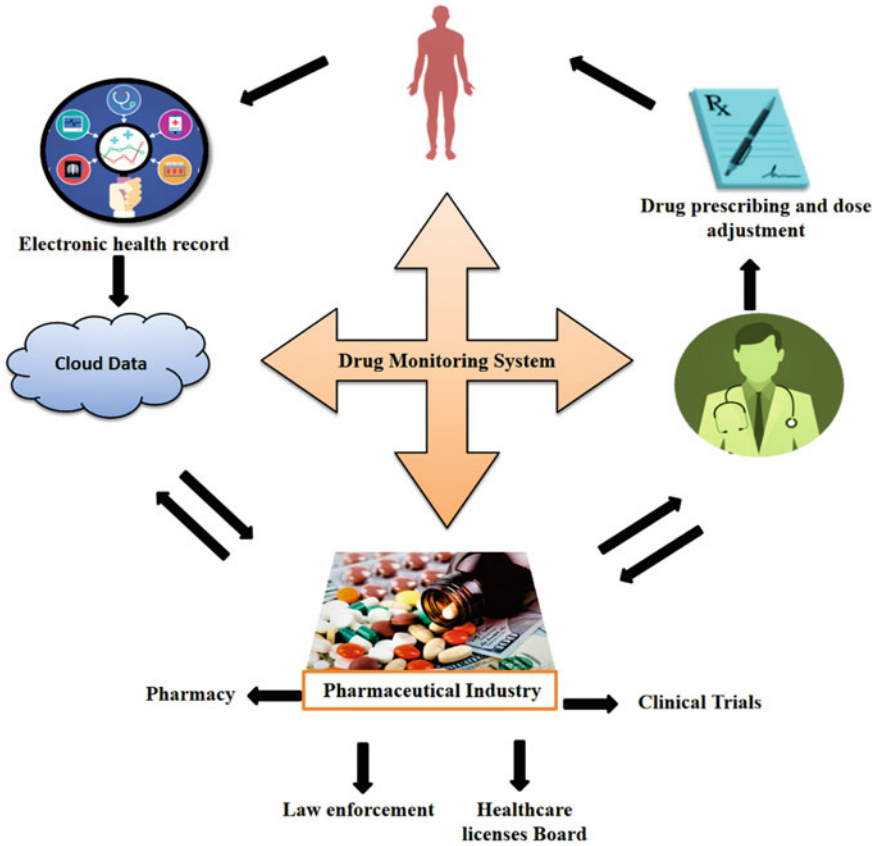 Rx
Drug prescribing and dose
adjustment
Electronic health record
Cloud Data
Drug Monitoring System
100
Pharmaceutical Industry
Pharmacy
Clinical Trials
Law enforcement
Healthcare
licenses Board